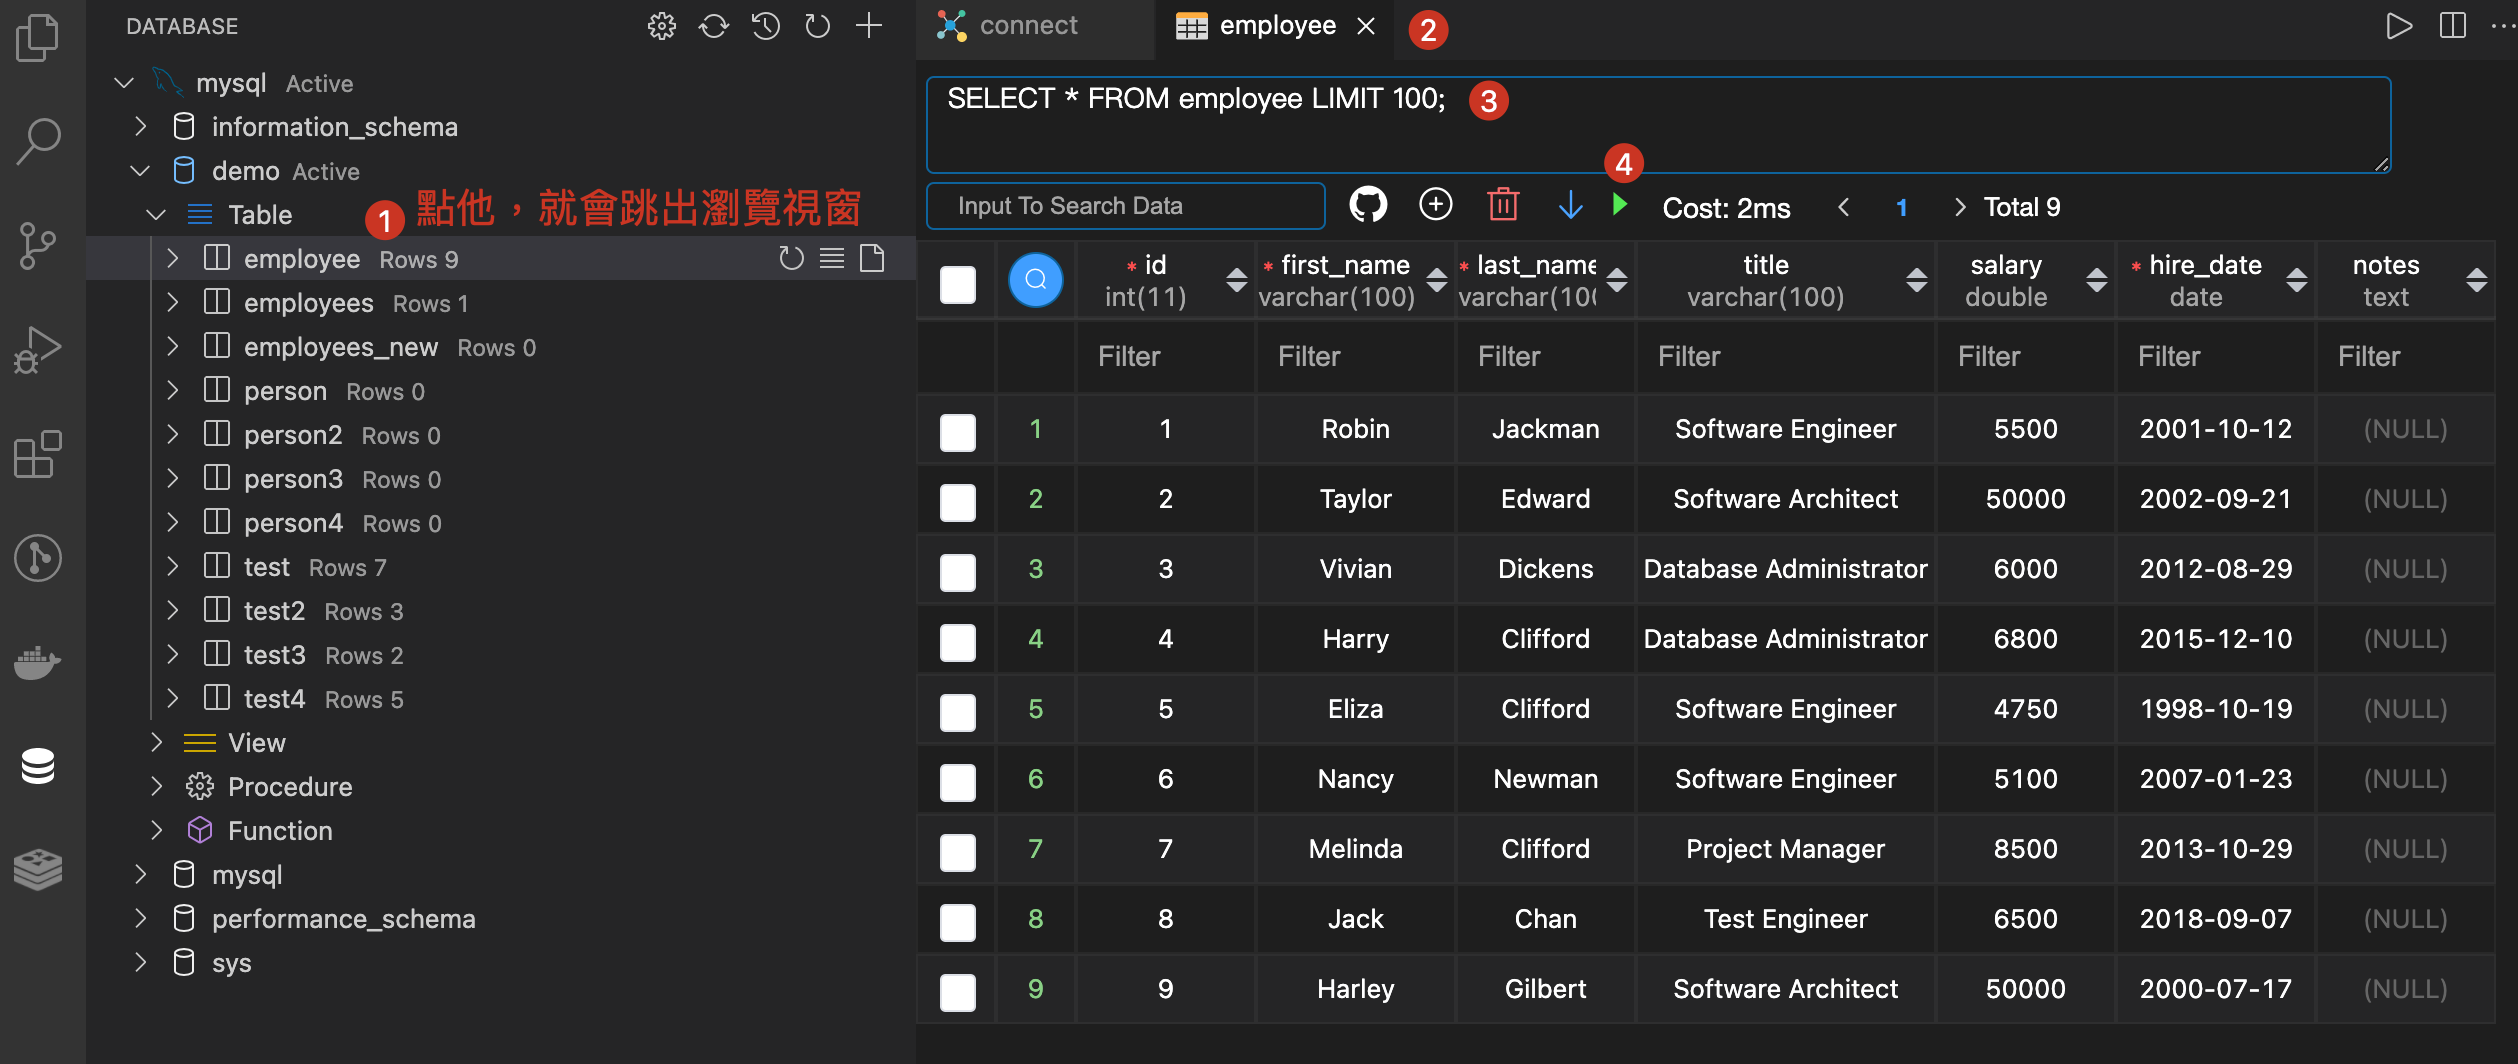 DATABASE
mysql Active
information_schema
demo Active
Table
1 點他，就會跳出瀏覽視窗
employee Rows 9
employees Rows 1
employees_new Rows 0
person Rows 0
person2 Rows 0
person3 Rows 0
person4 Rows 0
test Rows 7
test2 Rows 3
test3 Rows 2
test4 Rows 5
View
Procedure
Function
mysql
performance_schema
sys
connect employee 2
SELECT * FROM employee LIMIT 100; 3
4
Input To Search Data Cost: 2ms 1 Total 9
* id * first_name * last_name title salary * hire_date notes
int(11) varchar(100) varchar(10 varchar(100) double date text
Filter Filter Filter Filter Filter Filter Filter
1 1 Robin Jackman Software Engineer 5500 2001-10-12 (NULL)
2 2 Taylor Edward Software Architect 50000 2002-09-21 (NULL)
3 3 Vivian Dickens Database Administrator 6000 2012-08-29 (NULL)
4 4 Harry Clifford Database Administrator 6800 2015-12-10 (NULL)
5 5 Eliza Clifford Software Engineer 4750 1998-10-19 (NULL)
6 6 Nancy Newman Software Engineer 5100 2007-01-23 (NULL)
7 7 Melinda Clifford Project Manager 8500 2013-10-29 (NULL)
8 8 Jack Chan Test Engineer 6500 2018-09-07 (NULL)
9 9 Harley Gilbert Software Architect 50000 2000-07-17 (NULL)